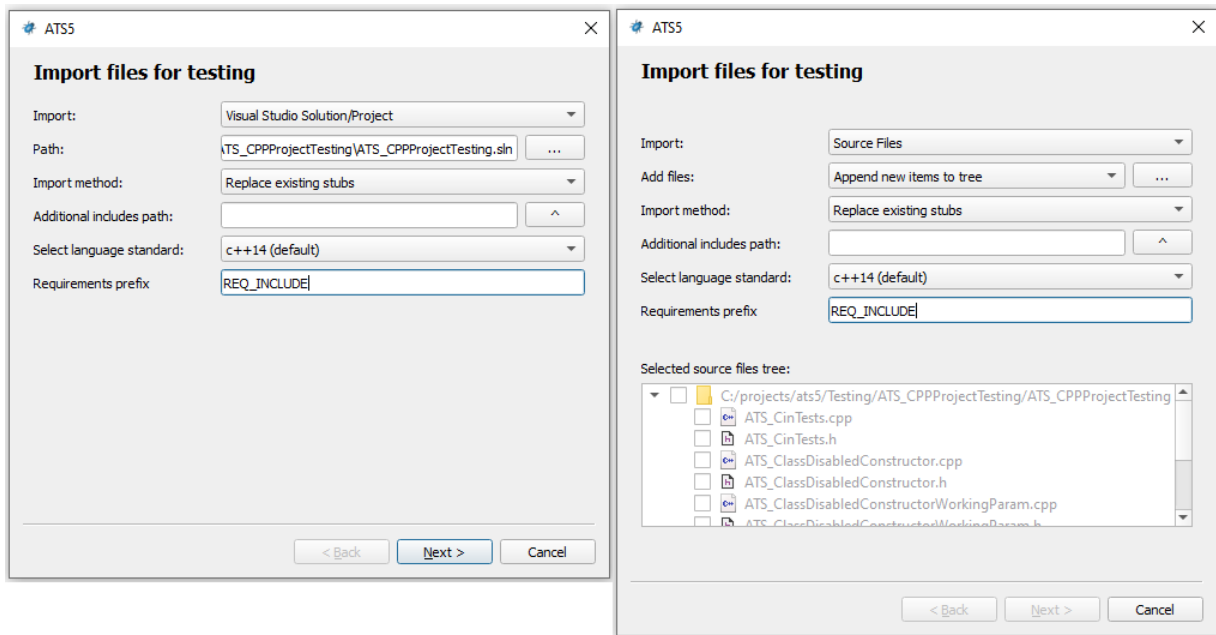 ATS5
Import files for testing
Import: Visual Studio Solution/Project
Path: \TS_CPPProjectTesting\ATS_CPPProjectTesting.sln ...
Import method: Replace existing stubs
Additional includes path: ^
Select language standard: c++14 (default)
Requirements prefix REQ_INCLUDE
< Back Next > Cancel
ATS5
Import files for testing
Import: Source Files
Add files: Append new items to tree ...
Import method: Replace existing stubs
Additional includes path: ^
Select language standard: c++14 (default)
Requirements prefix REQ_INCLUDE
Selected source files tree:
C:/projects/ats5/Testing/ATS_CPPProjectTesting/ATS_CPPProjectTesting
c++ ATS_CinTests.cpp
h ATS_CinTests.h
c++ ATS_ClassDisabledConstructor.cpp
h ATS_ClassDisabledConstructor.h
c++ ATS_ClassDisabledConstructorWorkingParam.cpp
h ATS_ClassDisabledConstructorWorkingParam.h
< Back Next > Cancel